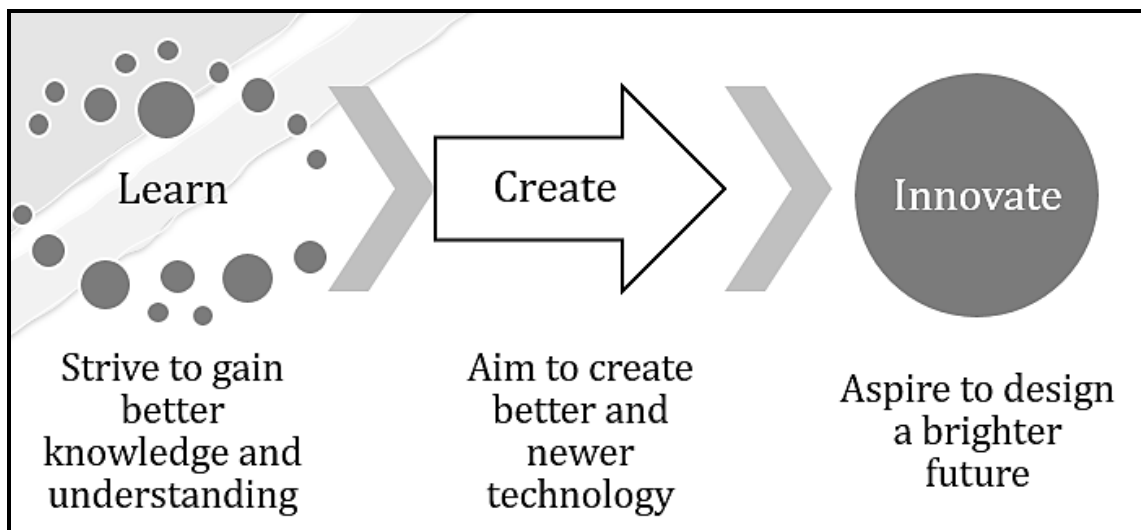 Learn
Create
Innovate
Strive to gain
better
knowledge and
understanding
Aim to create
better and
newer
technology
Aspire to design
a brighter
future